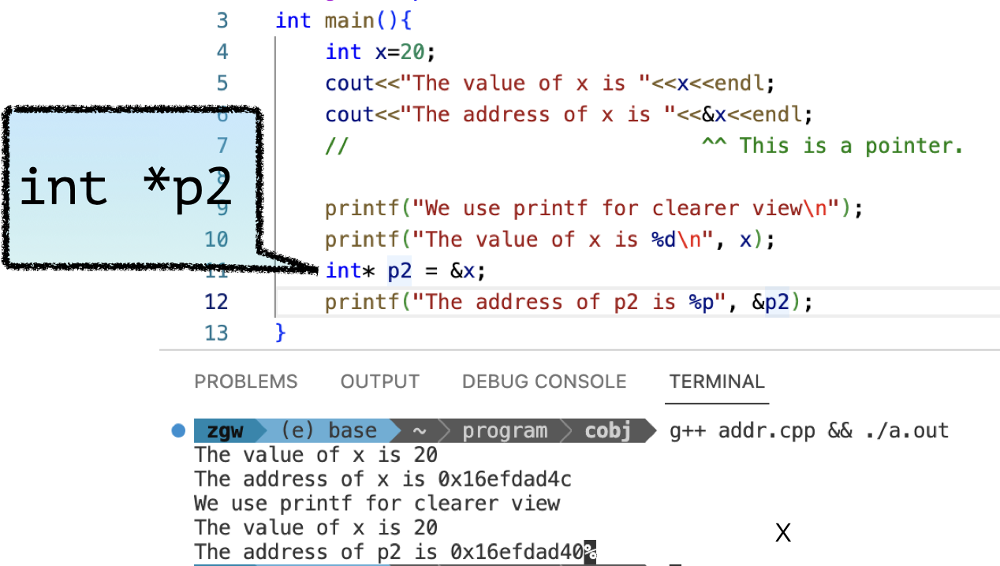 3 int main(){
4 int x=20;
5 cout<<"The value of x is "<<x<<endl;
6 cout<<"The address of x is "<<&x<<endl;
7 // ^^ This is a pointer.
8
int *p2
9 printf("We use printf for clearer view\n");
10 printf("The value of x is %d\n", x);
11 int* p2 = &x;
12 printf("The address of p2 is %p", &p2);
13 }
PROBLEMS OUTPUT DEBUG CONSOLE TERMINAL
zgw (e) base ~ program cobj g++ addr.cpp && ./a.out
The value of x is 20
The address of x is 0x16efdad4c
We use printf for clearer view
The value of x is 20
X
The address of p2 is 0x16efdad40%